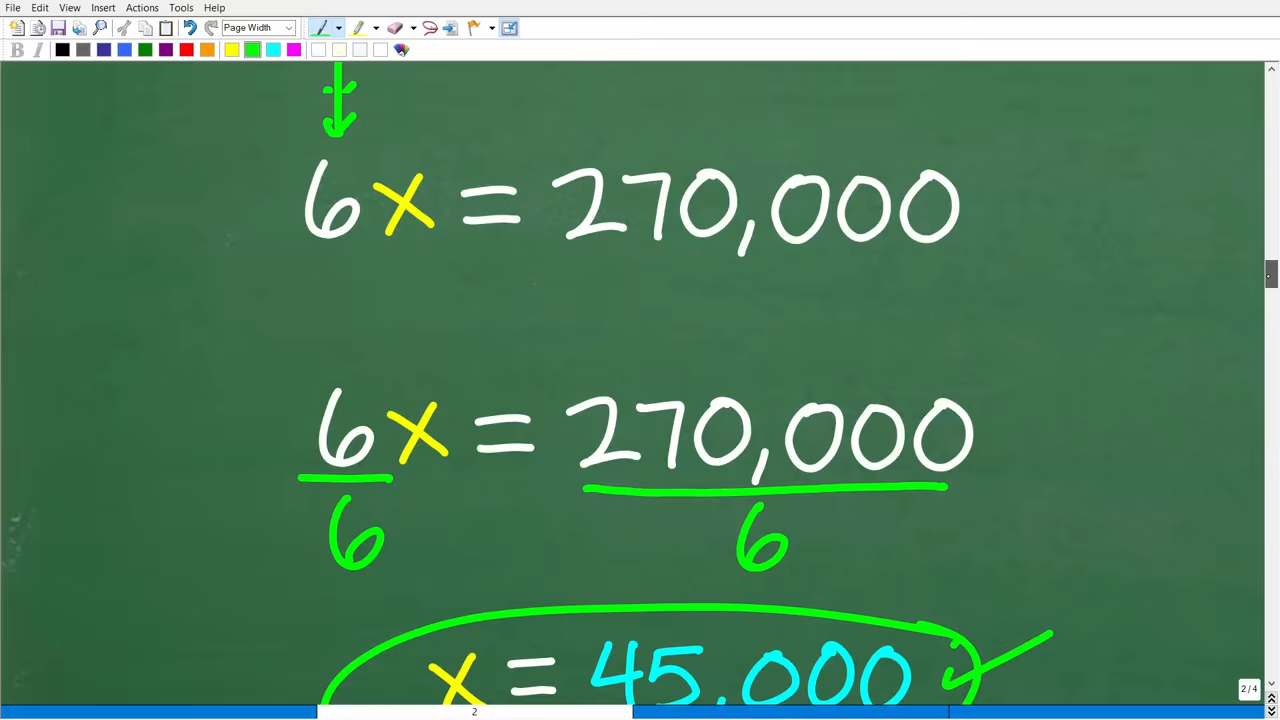 File Edit View Insert Actions Tools Help
Page Width
B I
6x = 270,000
6x = 270,000
6 6
x = 45,000
2/4
2